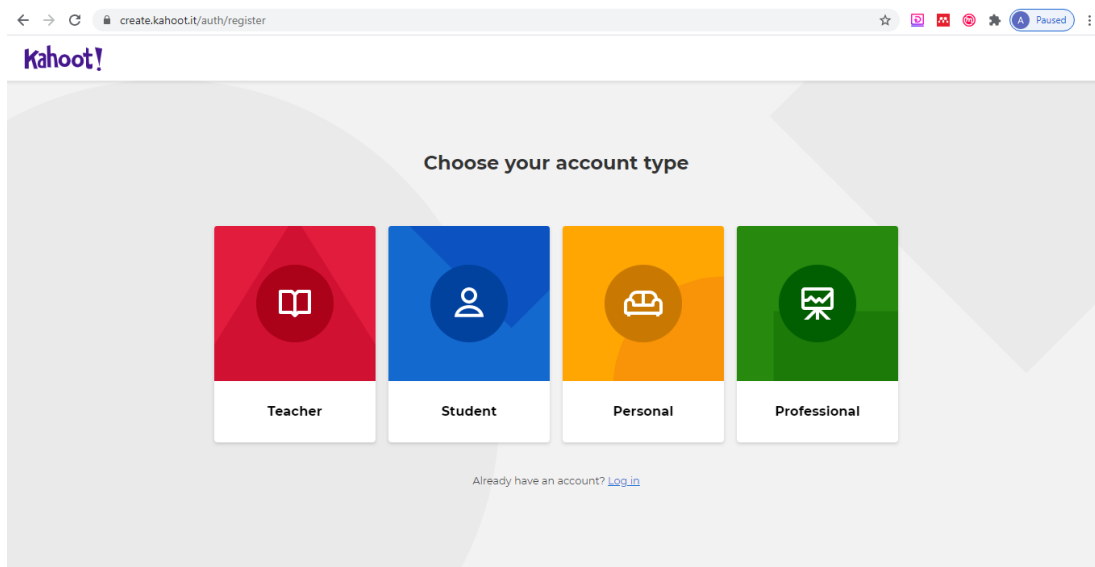 create.kahoot.it/auth/register
A Paused
Kahoot!
Choose your account type
Teacher
Student
Personal
Professional
Already have an account? Log in